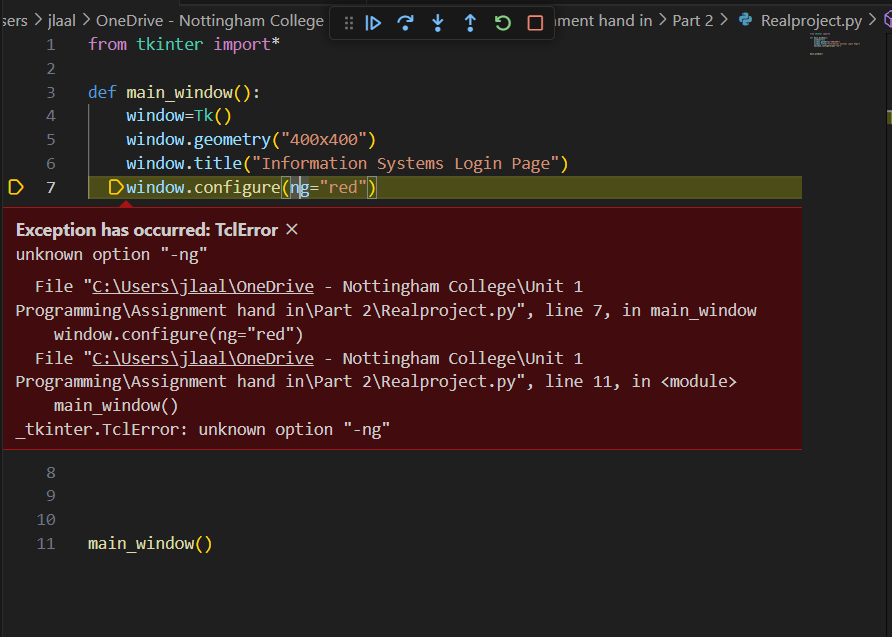 sers > jlaal > OneDrive - Nottingham College
ment hand in > Part 2 > Realproject.py >
1 from tkinter import*
2
3 def main_window():
4 window=Tk()
5 window.geometry("400x400")
6 window.title("Information Systems Login Page")
7 window.configure(ng="red")
Exception has occurred: TclError ×
unknown option "-ng"
File "C:\Users\jlaal\OneDrive - Nottingham College\Unit 1
Programming\Assignment hand in\Part 2\Realproject.py", line 7, in main_window
window.configure(ng="red")
File "C:\Users\jlaal\OneDrive - Nottingham College\Unit 1
Programming\Assignment hand in\Part 2\Realproject.py", line 11, in <module>
main_window()
_tkinter.TclError: unknown option "-ng"
8
9
10
11 main_window()